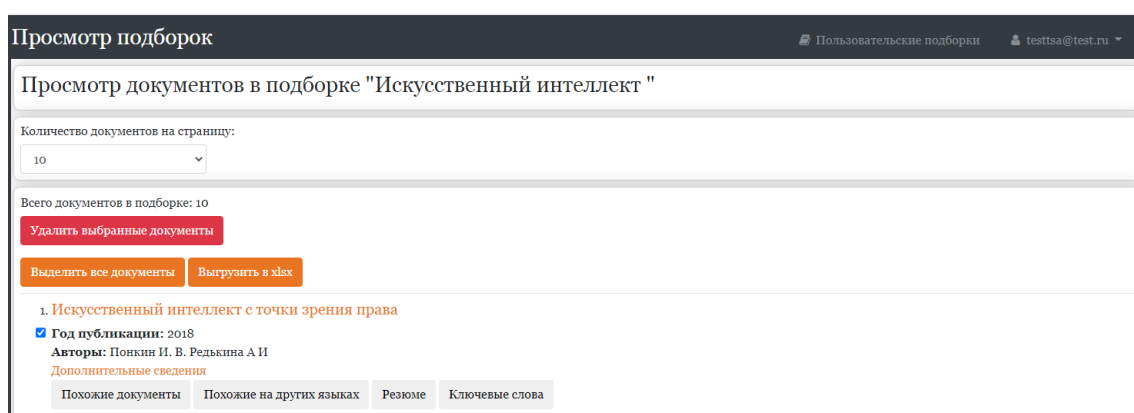 Просмотр подборок Пользовательские подборки testtsa@test.ru
Просмотр документов в подборке "Искусственный интеллект "
Количество документов на страницу:
10
Всего документов в подборке: 10
Удалить выбранные документы
Выделить все документы Выгрузить в xlsx
1. Искусственный интеллект с точки зрения права
Год публикации: 2018
Авторы: Понкин И. В. Редькина А И
Дополнительные сведения
Похожие документы Похожие на других языках Резюме Ключевые слова